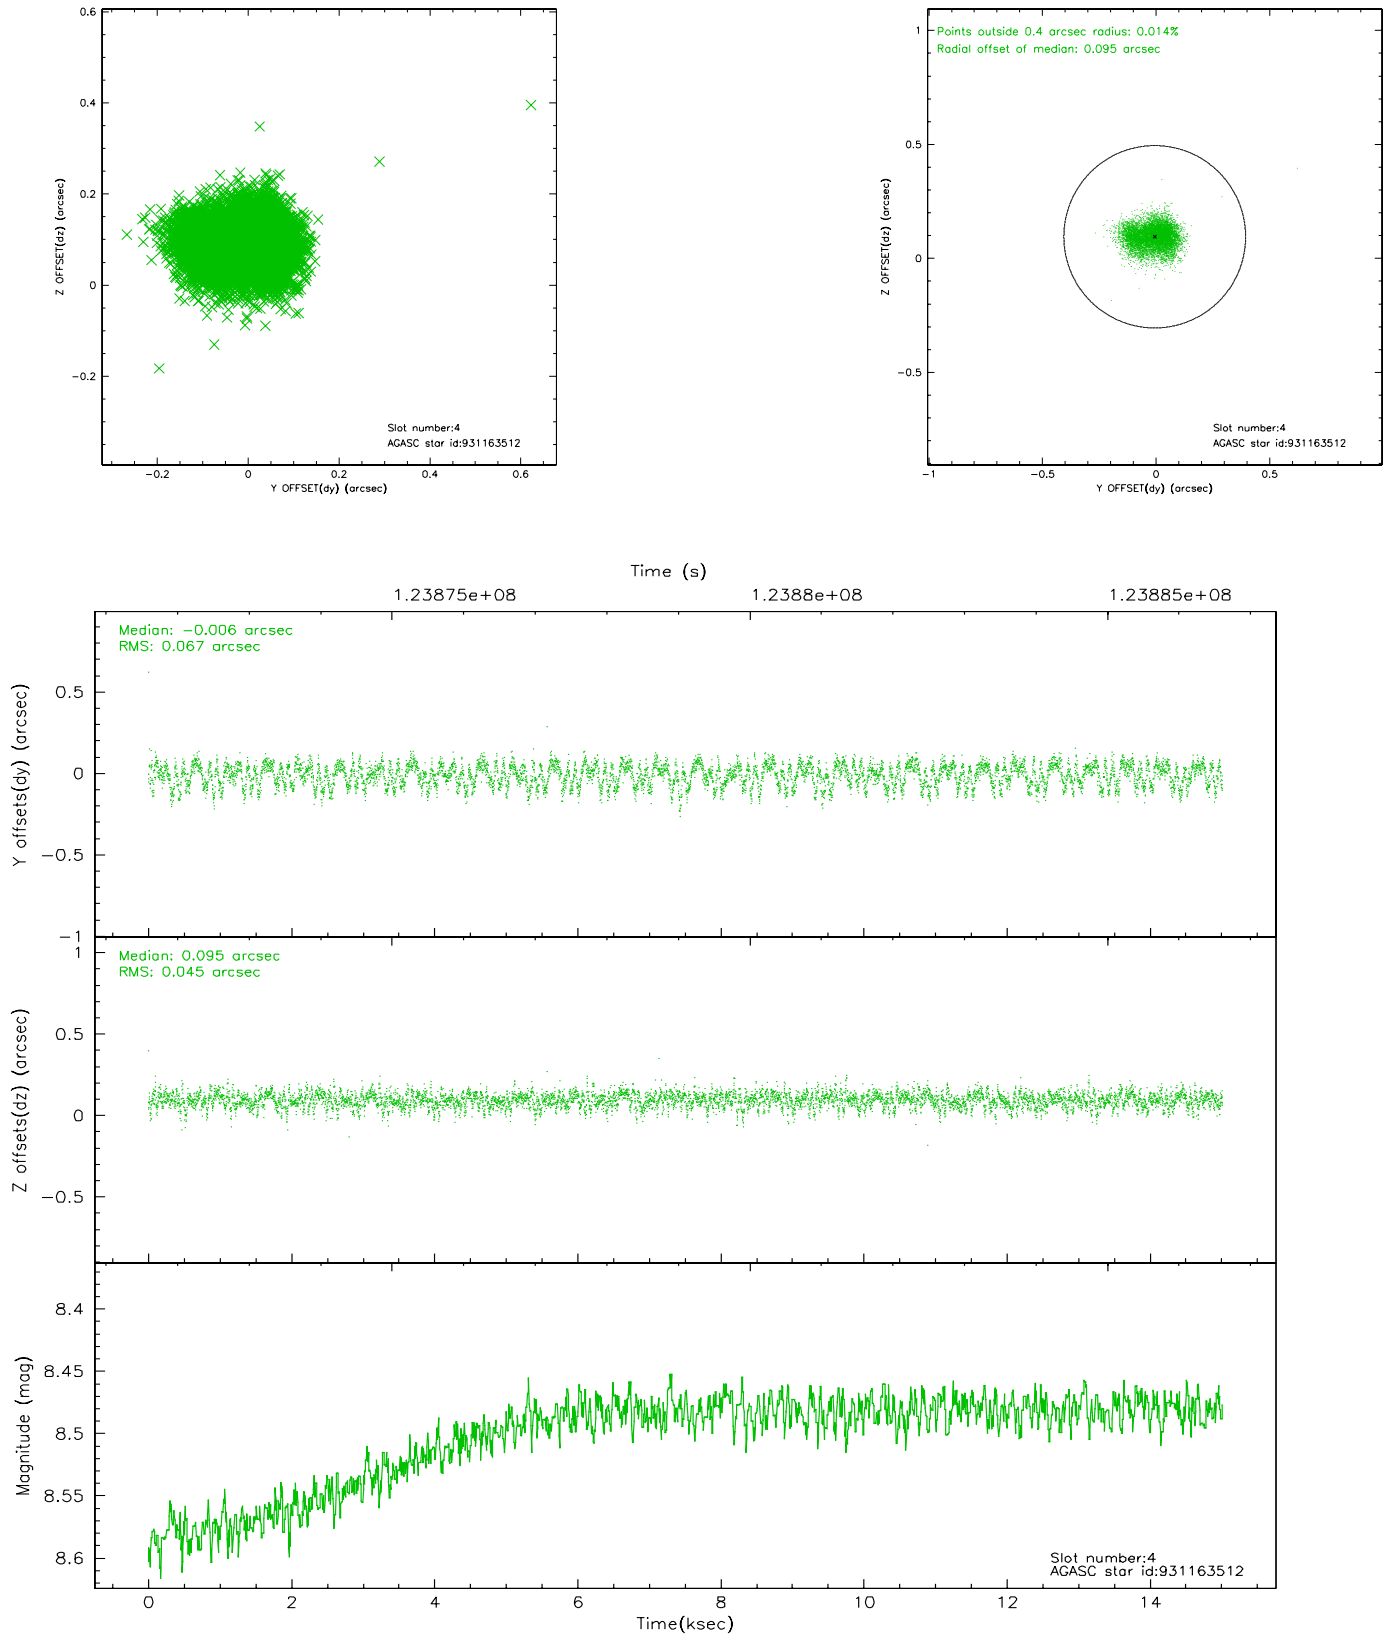 0.6
0.4
0.2
0
−0.2
Z OFFSET(dz) (arcsec)
Slot number:4
AGASC star id:931163512
−0.2 0 0.2 0.4 0.6
Y OFFSET(dy) (arcsec)
Points outside 0.4 arcsec radius: 0.014%
Radial offset of median: 0.095 arcsec
1
0.5
0
−0.5
−1
Z OFFSET(dz) (arcsec)
Slot number:4
AGASC star id:931163512
−0.5 0 0.5
Y OFFSET(dy) (arcsec)
Time (s)
1.23875e+08 1.2388e+08 1.23885e+08
Median: −0.006 arcsec
RMS: 0.067 arcsec
0.5
0
−0.5
−1
Y offsets(dy) (arcsec)
Median: 0.095 arcsec
RMS: 0.045 arcsec
1
0.5
0
−0.5
Z offsets(dz) (arcsec)
8.4
8.45
8.5
8.55
8.6
Magnitude (mag)
Slot number:4
AGASC star id:931163512
0 2 4 6 8 10 12 14
Time(ksec)